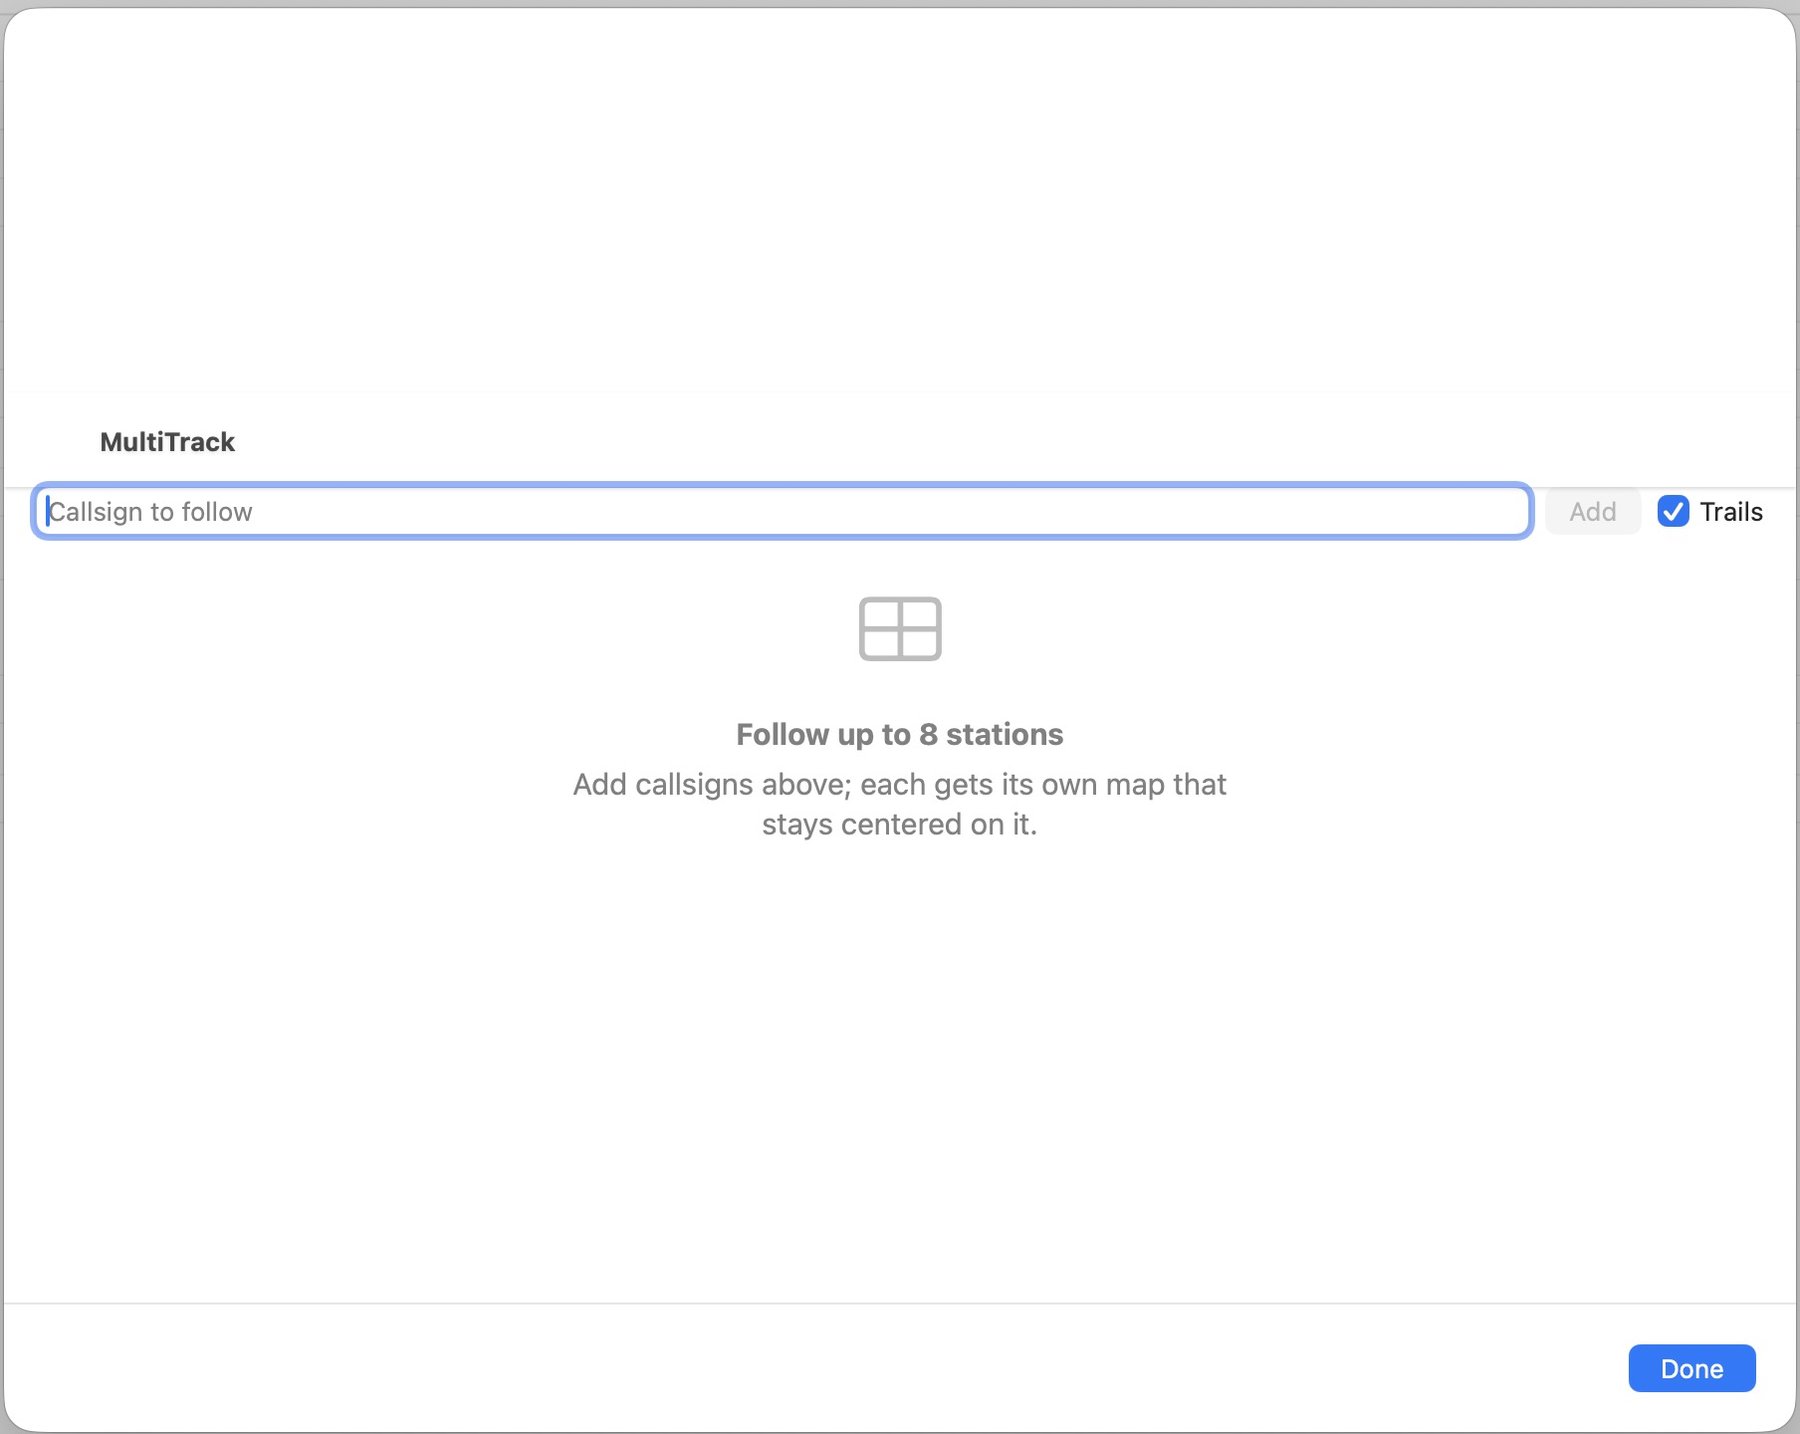 MultiTrack
Callsign to follow
Add
Trails
Follow up to 8 stations
Add callsigns above; each gets its own map that
stays centered on it.
Done